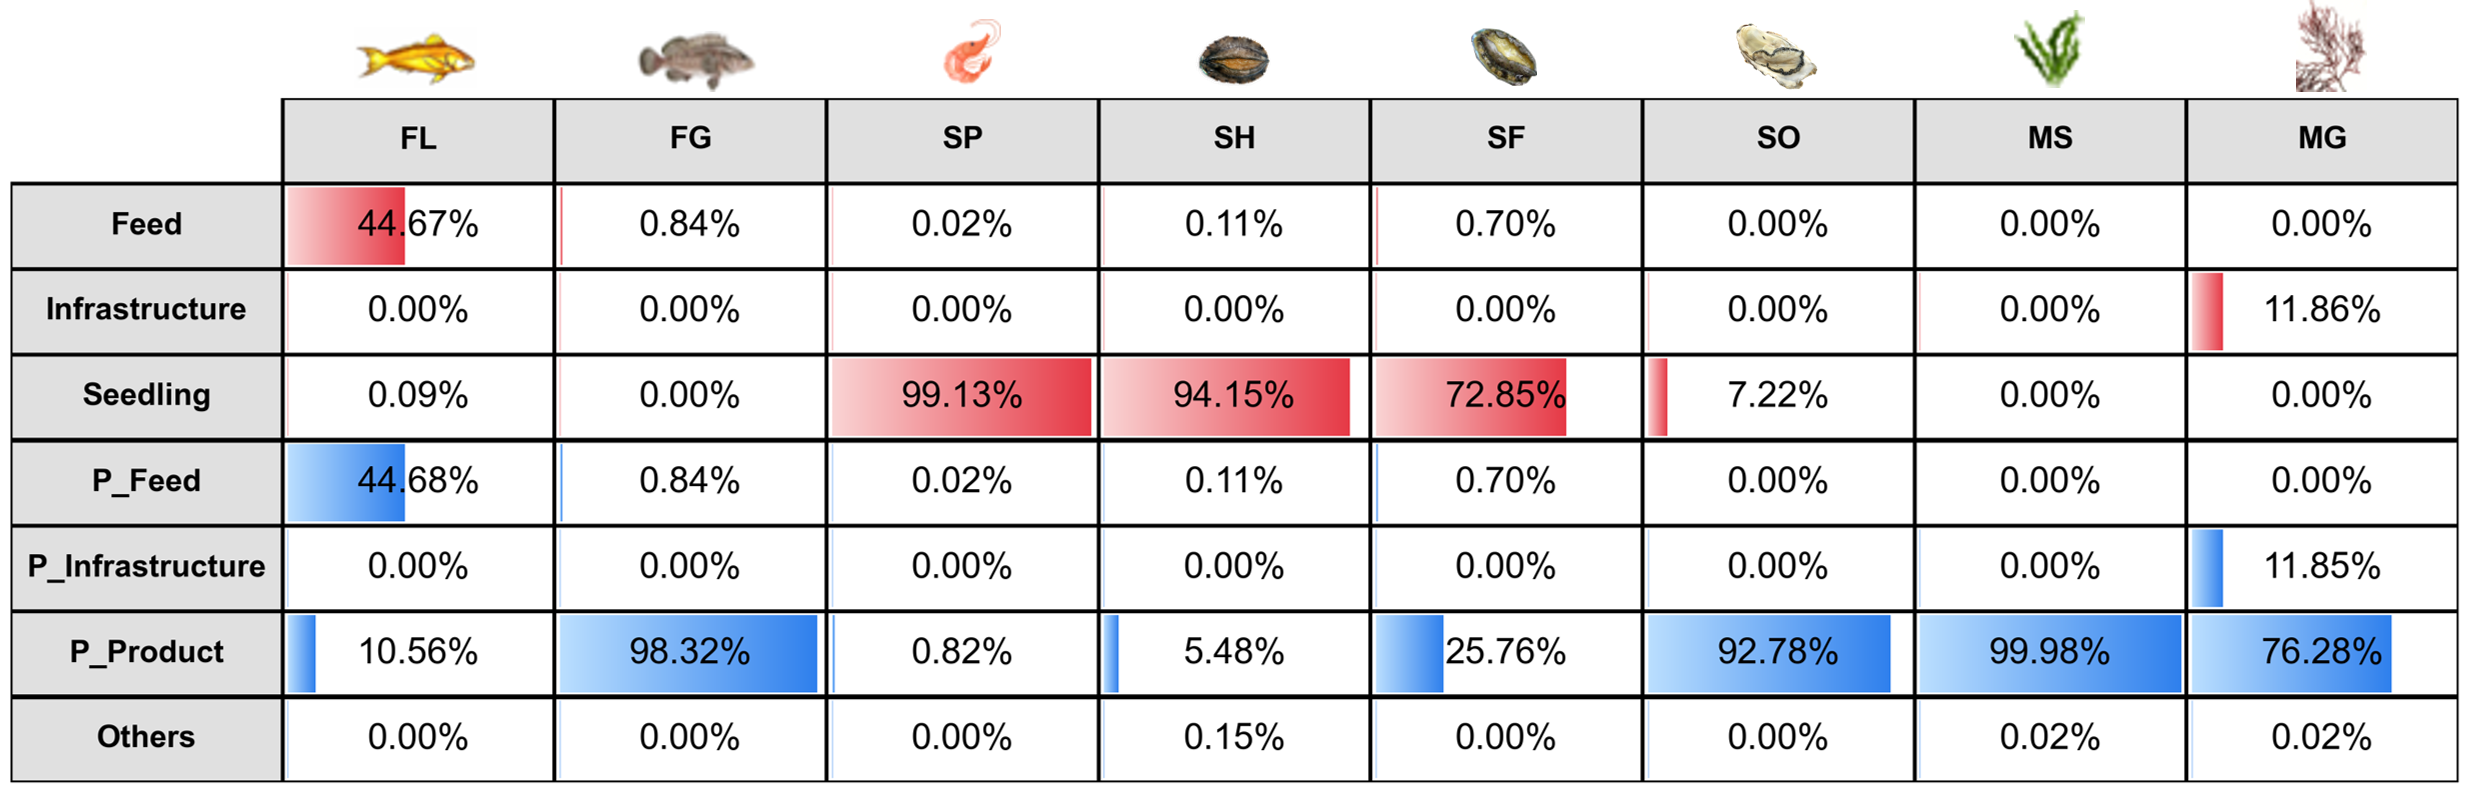 FL FG SP SH SF SO MS MG
Feed 44.67% 0.84% 0.02% 0.11% 0.70% 0.00% 0.00% 0.00%
Infrastructure 0.00% 0.00% 0.00% 0.00% 0.00% 0.00% 0.00% 11.86%
Seedling 0.09% 0.00% 99.13% 94.15% 72.85% 7.22% 0.00% 0.00%
P_Feed 44.68% 0.84% 0.02% 0.11% 0.70% 0.00% 0.00% 0.00%
P_Infrastructure 0.00% 0.00% 0.00% 0.00% 0.00% 0.00% 0.00% 11.85%
P_Product 10.56% 98.32% 0.82% 5.48% 25.76% 92.78% 99.98% 76.28%
Others 0.00% 0.00% 0.00% 0.15% 0.00% 0.00% 0.02% 0.02%